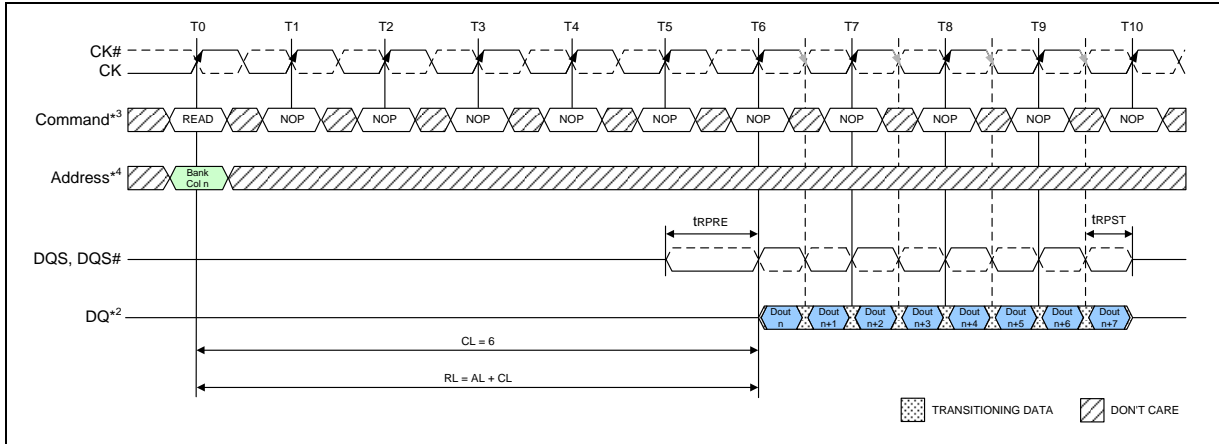 T0 T1 T2 T3 T4 T5 T6 T7 T8 T9 T10
CK#
CK
Command*3 READ NOP NOP NOP NOP NOP NOP NOP NOP NOP NOP
Address*4 Bank
Col n
tRPRE tRPST
DQS, DQS#
DQ*2 Dout Dout Dout Dout Dout Dout Dout Dout
n n+1 n+2 n+3 n+4 n+5 n+6 n+7
CL = 6
RL = AL + CL
TRANSITIONING DATA DON'T CARE